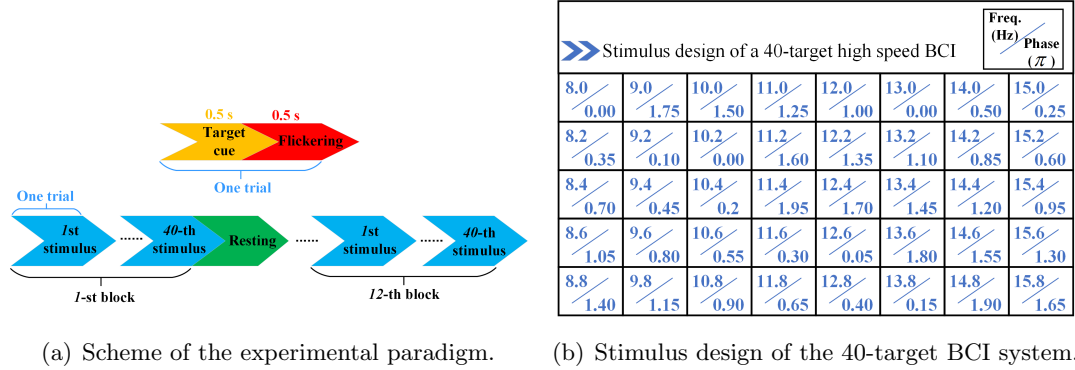 0.5 s 0.5 s
Target cue Flickering
One trial
One trial
1st stimulus ...... 40-th stimulus Resting ...... 1st stimulus ...... 40-th stimulus
1-st block 12-th block
(a) Scheme of the experimental paradigm.
Stimulus design of a 40-target high speed BCI
Freq. (Hz) Phase (π)
8.0 9.0 10.0 11.0 12.0 13.0 14.0 15.0
0.00 1.75 1.50 1.25 1.00 0.00 0.50 0.25
8.2 9.2 10.2 11.2 12.2 13.2 14.2 15.2
0.35 0.10 0.00 1.60 1.35 1.10 0.85 0.60
8.4 9.4 10.4 11.4 12.4 13.4 14.4 15.4
0.70 0.45 0.2 1.95 1.70 1.45 1.20 0.95
8.6 9.6 10.6 11.6 12.6 13.6 14.6 15.6
1.05 0.80 0.55 0.30 0.05 1.80 1.55 1.30
8.8 9.8 10.8 11.8 12.8 13.8 14.8 15.8
1.40 1.15 0.90 0.65 0.40 0.15 1.90 1.65
(b) Stimulus design of the 40-target BCI system.